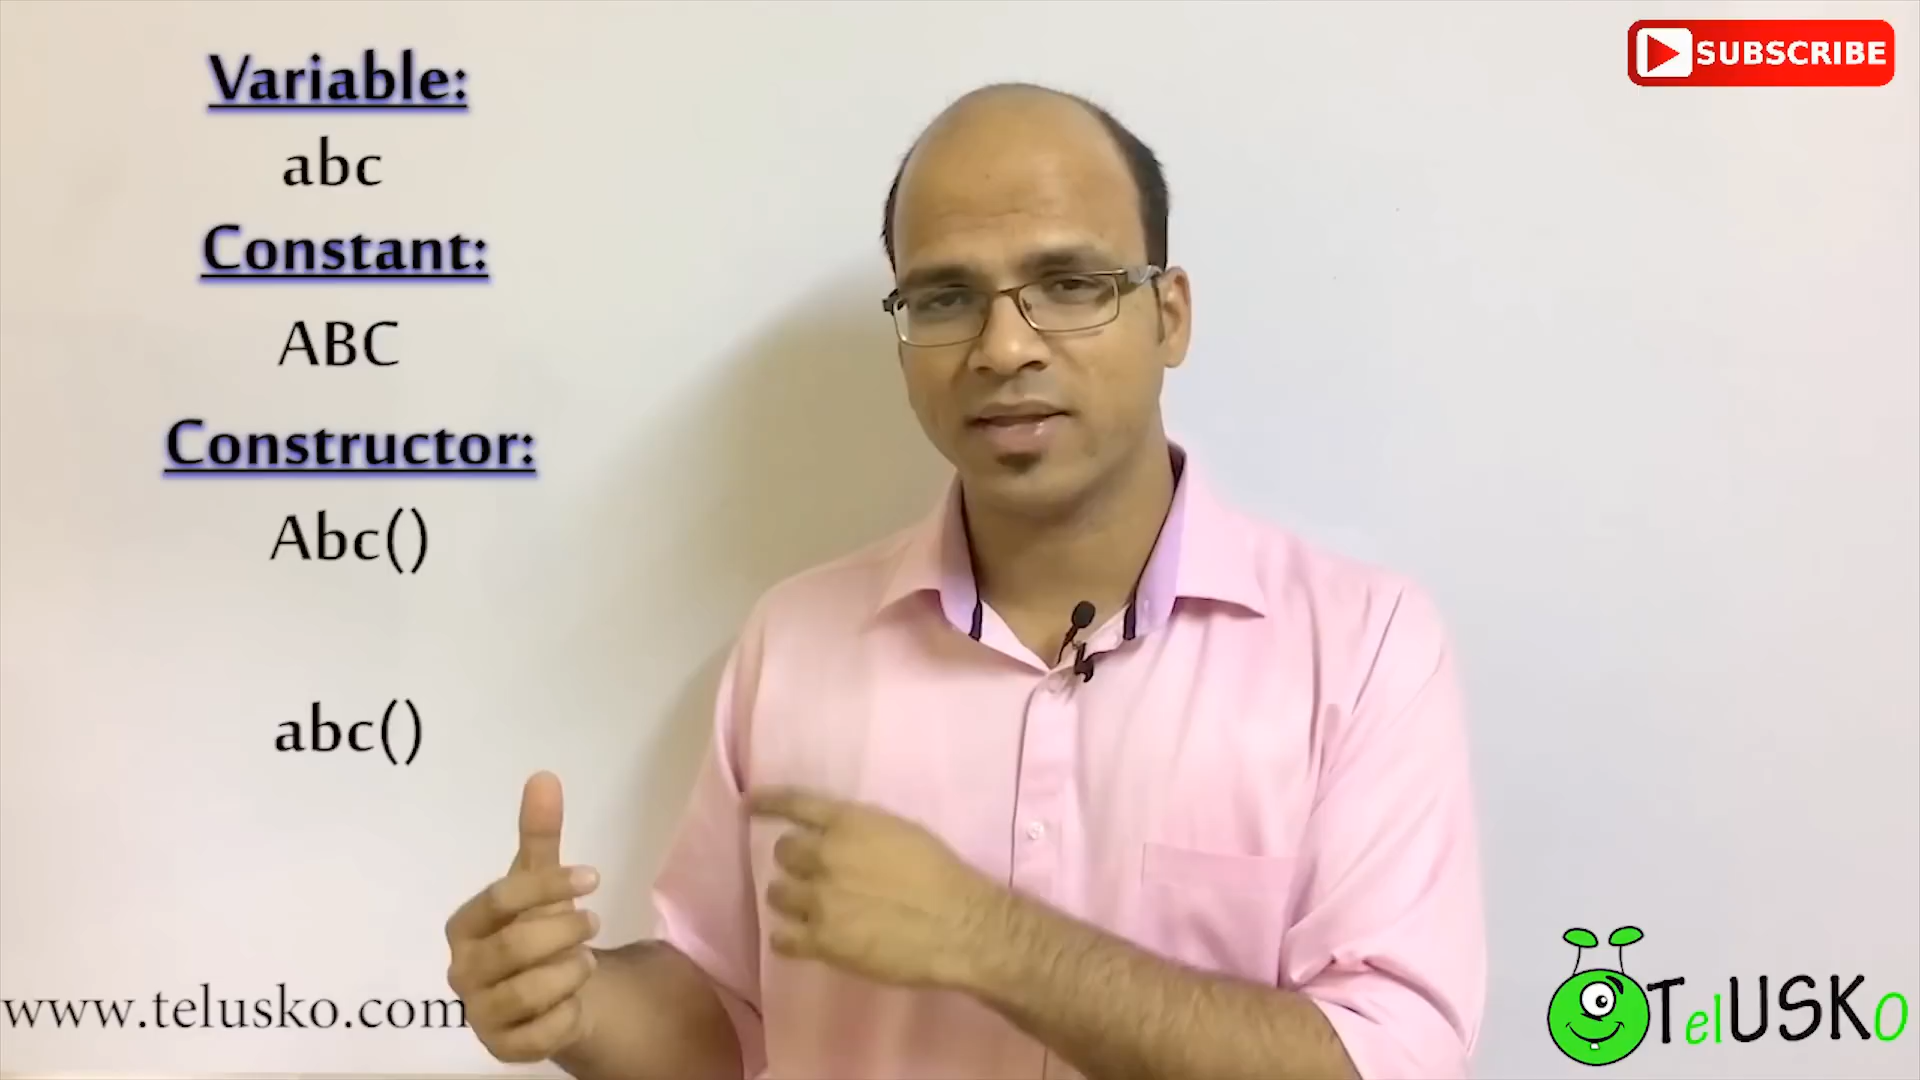 Variable:
abc
Constant:
ABC
Constructor:
Abc()
abc()
www.telusko.com
SUBSCRIBE
TelUSKO